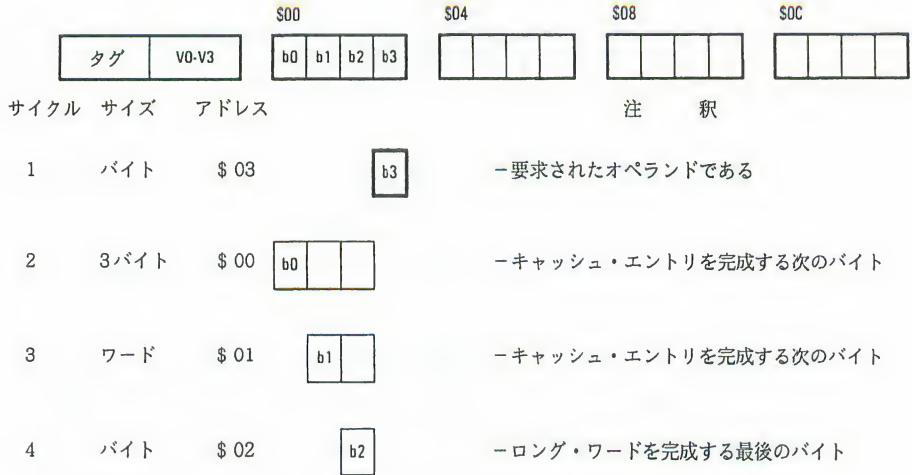 $00 $04 $08 $0C
タグ V0-V3 b0 b1 b2 b3
サイクル サイズ アドレス 注 釈
1 バイト $ 03 b3 −要求されたオペランドである
2 3バイト $ 00 b0 −キャッシュ・エントリを完成する次のバイト
3 ワード $ 01 b1 −キャッシュ・エントリを完成する次のバイト
4 バイト $ 02 b2 −ロング・ワードを完成する最後のバイト